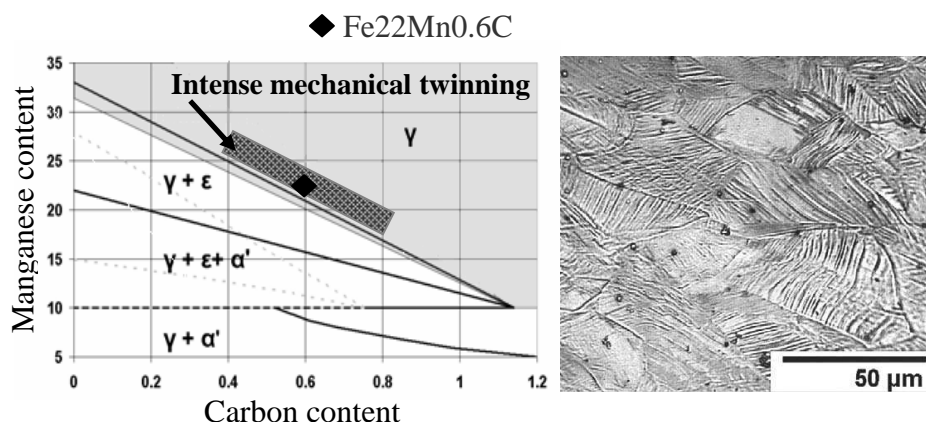 ◆ Fe22Mn0.6C
Intense mechanical twinning
Manganese content
35
30
25
20
15
10
5
γ
γ + ε
γ + ε+ α'
γ + α'
0
0.2
0.4
0.6
0.8
1
1.2
Carbon content
50 µm